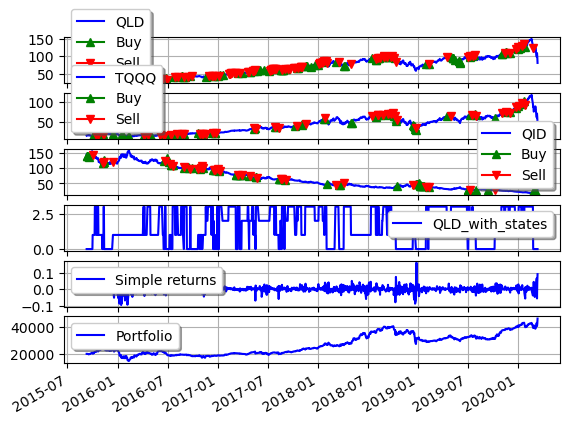 QLD
Buy
Sell
150
100
50
TQQQ
Buy
Sell
100
50
QID
Buy
Sell
150
100
50
QLD_with_states
2.5
0.0
Simple returns
0.1
0.0
−0.1
Portfolio
40000
20000
2015-07
2016-01
2016-07
2017-01
2017-07
2018-01
2018-07
2019-01
2019-07
2020-01